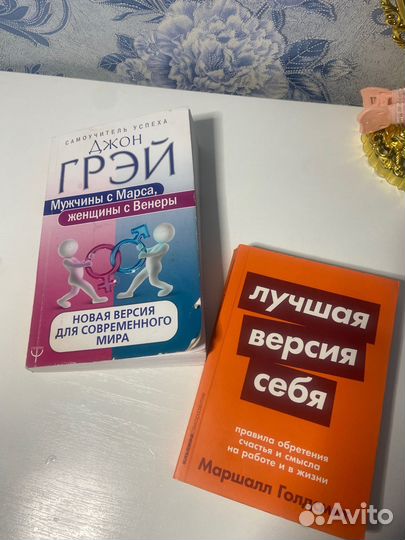 САМОУЧИТЕЛЬ УСПЕХА
ДЖОН
ГРЭЙ
Мужчины с Марса,
женщины с Венеры
НОВАЯ ВЕРСИЯ
ДЛЯ СОВРЕМЕННОГО
МИРА
лучшая
версия
себя
правила обретения
счастья и смысла
на работе и в жизни
Маршалл
Avito